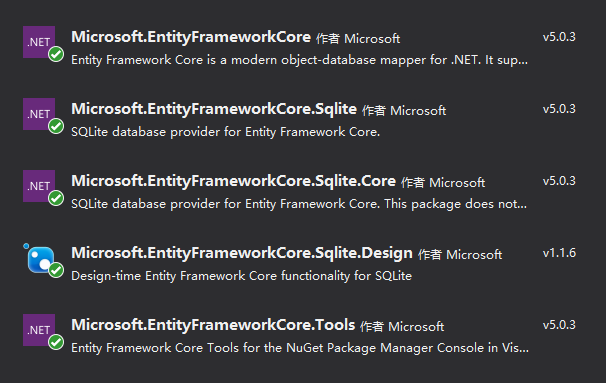 .NET
Microsoft.EntityFrameworkCore 作者 Microsoft v5.0.3
Entity Framework Core is a modern object-database mapper for .NET. It sup...
.NET
Microsoft.EntityFrameworkCore.Sqlite 作者 Microsoft v5.0.3
SQLite database provider for Entity Framework Core.
.NET
Microsoft.EntityFrameworkCore.Sqlite.Core 作者 Microsoft v5.0.3
SQLite database provider for Entity Framework Core. This package does not...
Microsoft.EntityFrameworkCore.Sqlite.Design 作者 Microsoft v1.1.6
Design-time Entity Framework Core functionality for SQLite
.NET
Microsoft.EntityFrameworkCore.Tools 作者 Microsoft v5.0.3
Entity Framework Core Tools for the NuGet Package Manager Console in Vis...